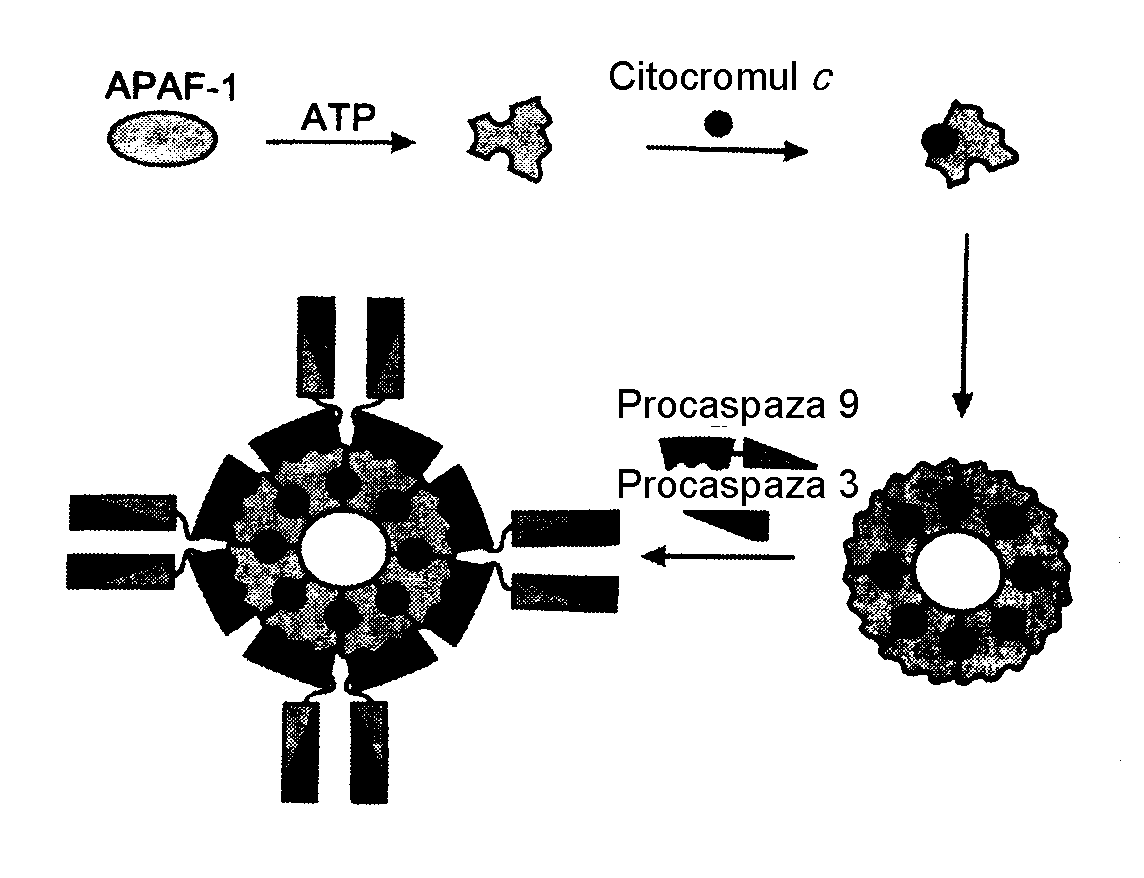 APAF-1
ATP
Citocromul c
Procaspaza 9
Procaspaza 3